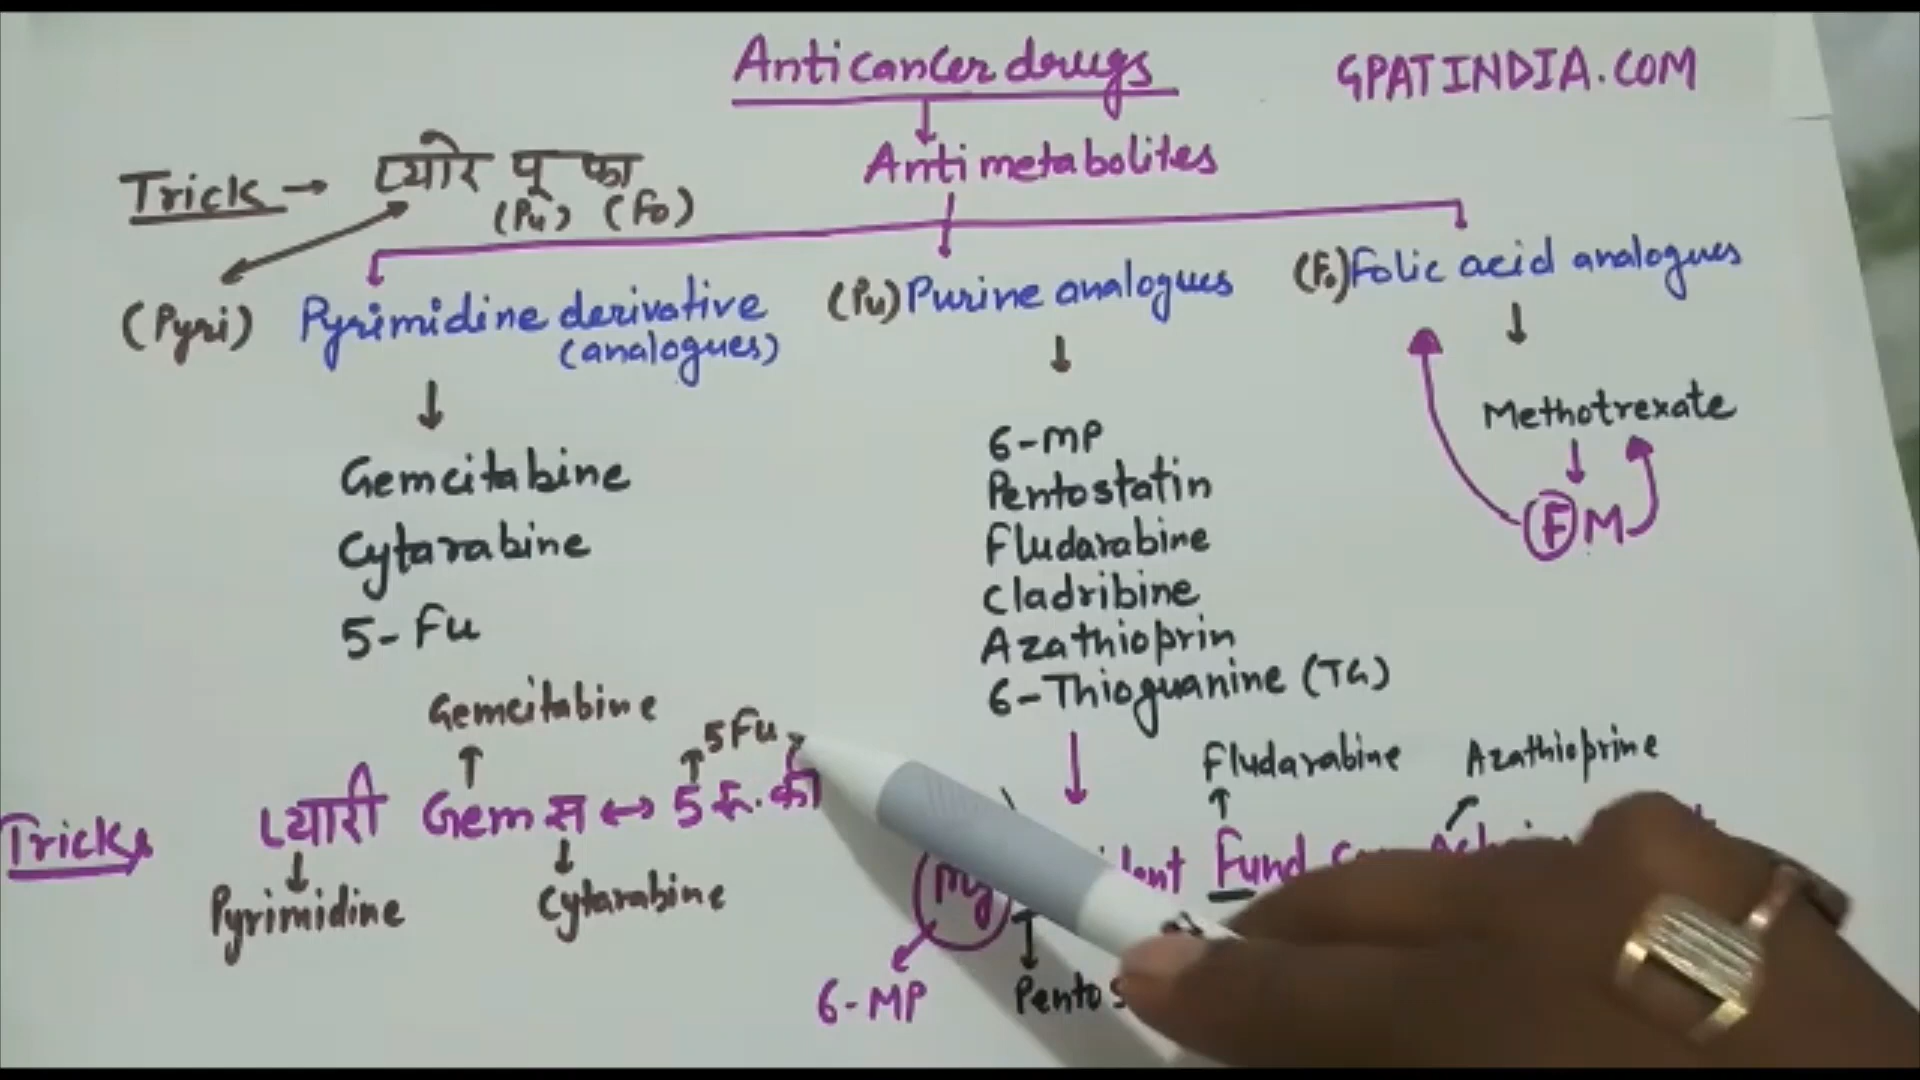 Anticancer drugs
GPATINDIA.COM
Antimetabolites
Trick → प्योर पू फा
(Pu) (Fo)
(Pyri) Pyrimidine derivative
(analogues)
(Pu) Purine analogues
(Fo) Folic acid analogues
Gemcitabine
Cytarabine
5-Fu
6-MP
Pentostatin
Fludarabine
Cladribine
Azathioprin
6-Thioguanine (TG)
Methotrexate
FM
Gemcitabine
5Fu
Fludarabine
Azathioprine
Tricks प्यारी Gem स ↔ 5 रू. की
My
Fund
Pyrimidine
Cytarabine
6-MP